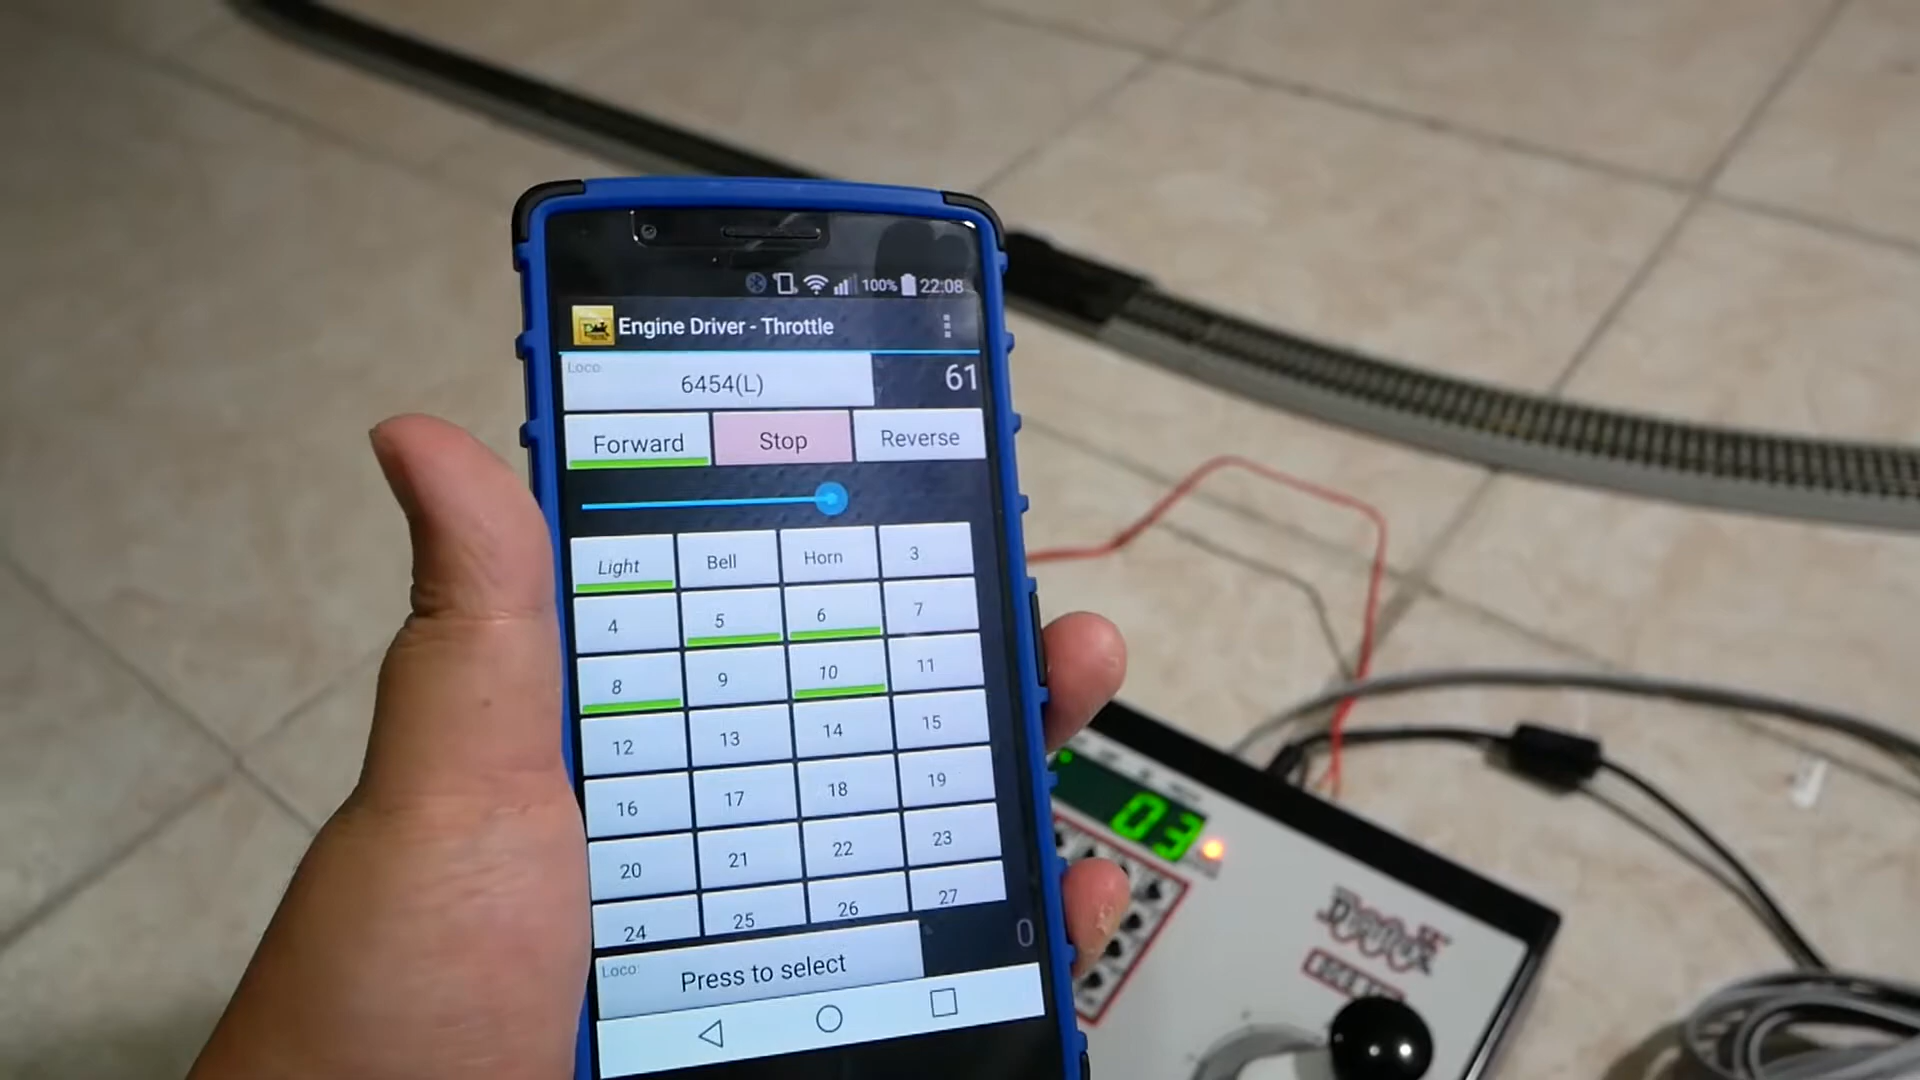 100% 22:08
Engine Driver - Throttle
Loco:
6454(L)
61
Forward Stop Reverse
Light Bell Horn 3
4 5 6 7
8 9 10 11
12 13 14 15
16 17 18 19
20 21 22 23
24 25 26 27
Loco:
Press to select
0
03